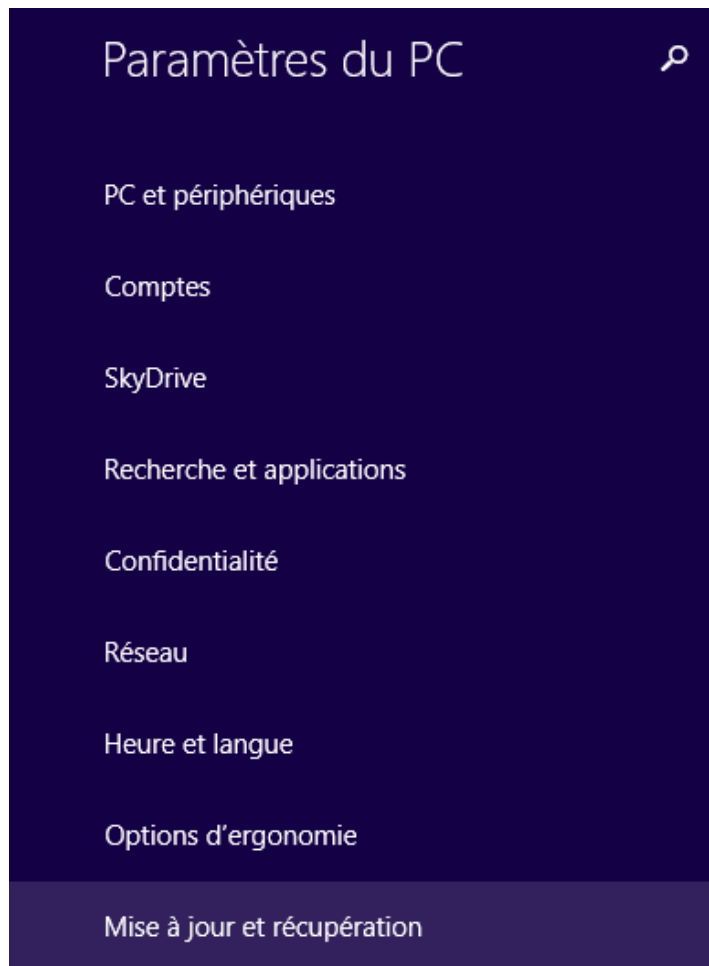 Paramètres du PC
PC et périphériques
Comptes
SkyDrive
Recherche et applications
Confidentialité
Réseau
Heure et langue
Options d’ergonomie
Mise à jour et récupération